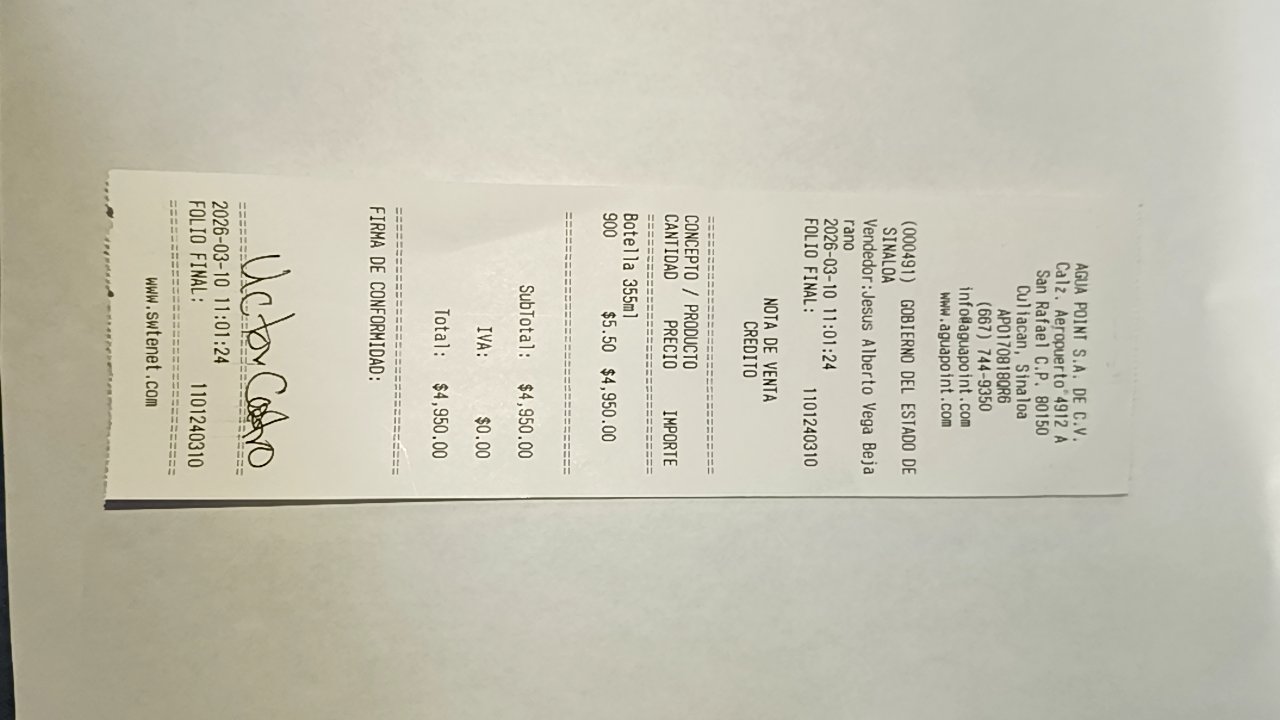 AGUA POINT S.A. DE C.V.
Calz. Aeropuerto 4912 A
San Rafael C.P. 80150
Culiacan, Sinaloa
APO170818QR6
(667) 744-9350
info@aguapoint.com
www.aguapoint.com
(000491) GOBIERNO DEL ESTADO DE
SINALOA
Vendedor:Jesus Alberto Vega Beja
rano
2026-03-10 11:01:24
FOLIO FINAL: 1101240310
NOTA DE VENTA
CREDITO
CONCEPTO / PRODUCTO
CANTIDAD PRECIO IMPORTE
Botella 355ml
900 $5.50 $4,950.00
SubTotal: $4,950.00
IVA: $0.00
Total: $4,950.00
FIRMA DE CONFORMIDAD:
Victor Castro
2026-03-10 11:01:24
FOLIO FINAL: 1101240310
www.swtenet.com